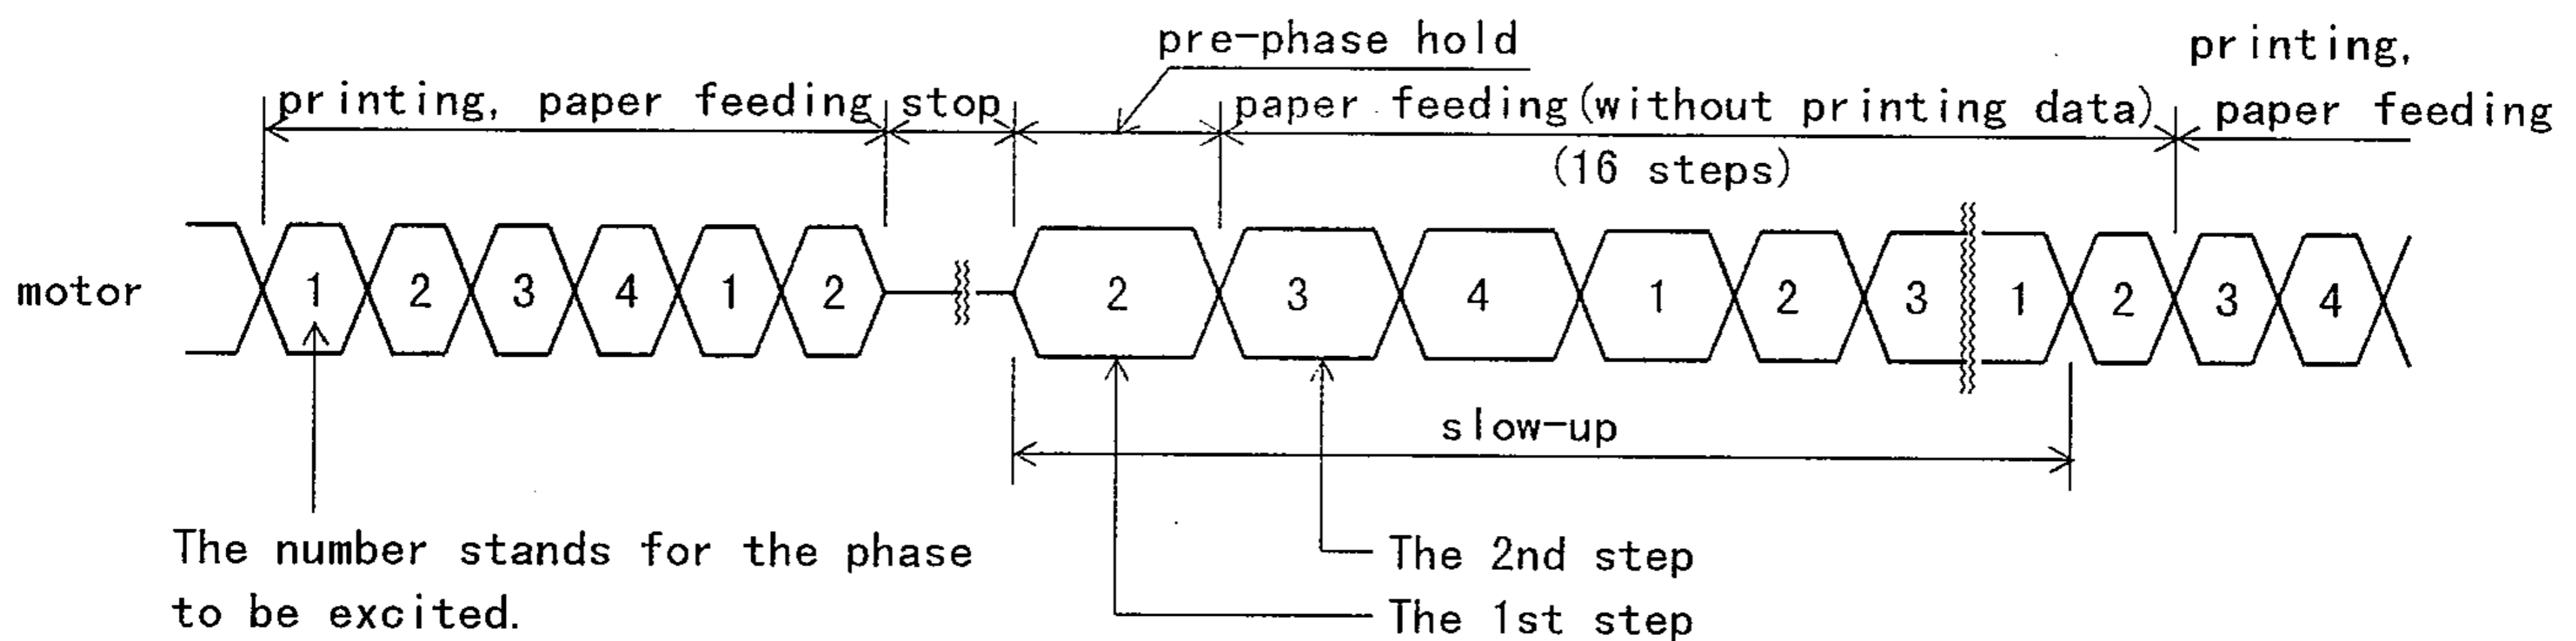 pre-phase hold
printing,
printing, paper feeding
stop
paper feeding(without printing data)
paper feeding
(16 steps)
motor
1 2 3 4 1 2 2 3 4 1 2 3 1 2 3 4
slow-up
The number stands for the phase
to be excited.
The 2nd step
The 1st step